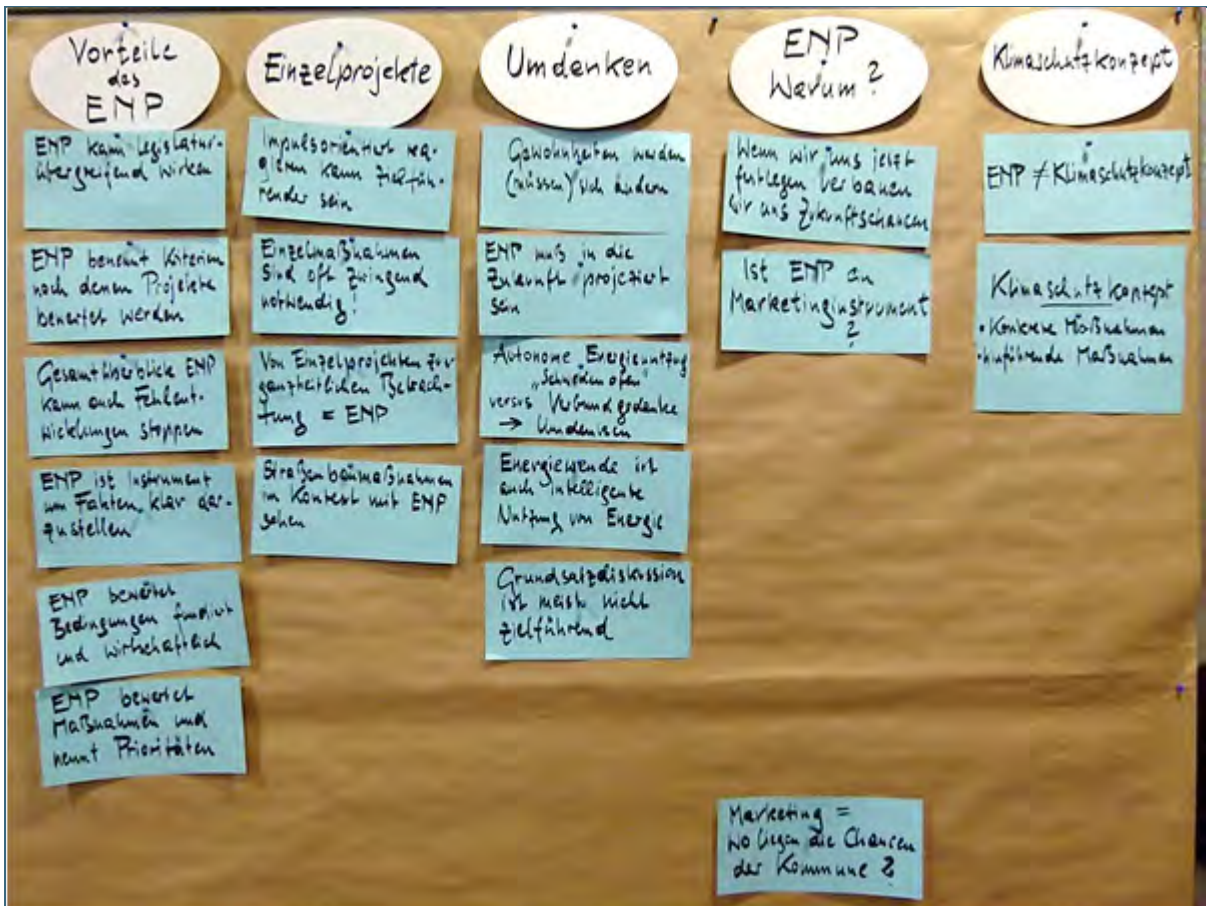 Vorteile
des
ENP
ENP kann legislatur-
übergreifend wirken
ENP benennt Kriterien
nach denen Projekte
bewertet werden
Gesamtüberblick ENP
kann auch Fehlent-
wicklungen stoppen
ENP ist Instrument
um Fakten klar dar-
zustellen
ENP bewertet
Bedingungen fundiert
und wirtschaftlich
ENP bewertet
Maßnahmen und
nennt Prioritäten
Einzelprojekte
Impulsorientiert rea-
gieren kann zielfüh-
render sein
Einzelmaßnahmen
sind oft zwingend
notwendig!
Von Einzelprojekten zur
ganzheitlichen Betrach-
tung = ENP
Straßenbaumaßnahmen
im Kontext mit ENP
sehen
Umdenken
Gewohnheiten werden
(müssen) sich ändern
ENP muß in die
Zukunft projeziert
sein
Autonome Energienutzung
„Schwedenofen"
versus Verbundgedanke
→ Umdenken
Energiewende ist
auch intelligente
Nutzung von Energie
Grundsatzdiskussion
ist meist nicht
zielführend
ENP
Warum?
Wenn wir uns jetzt
festlegen verbauen
wir uns Zukunftschancen
Ist ENP ein
Marketinginstrument
?
Marketing =
Wo liegen die Chancen
der Kommune?
Klimaschutzkonzept
ENP ≠ Klimaschutzkonzept
Klimaschutzkonzept
• Konkrete Maßnahmen
• hinführende Maßnahmen